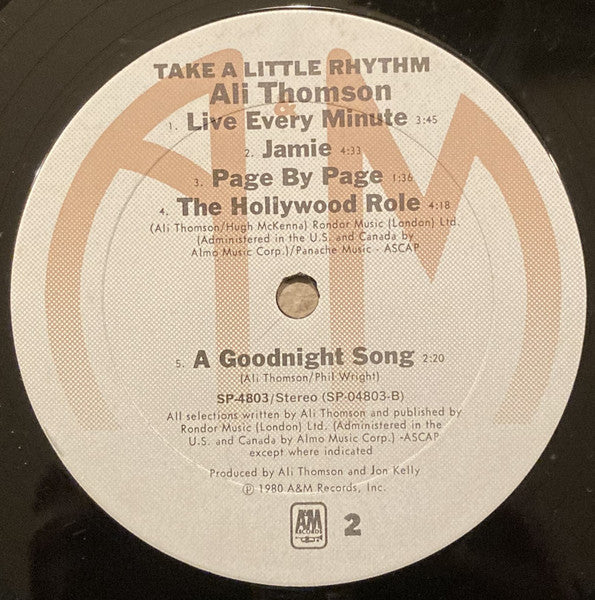 TAKE A LITTLE RHYTHM
Ali Thomson
&
1. Live Every Minute 3:45
2. Jamie 4:33
3. Page By Page 1:36
4. The Hollywood Role 4:18
(Ali Thomson/Hugh McKenna) Rondor Music (London) Ltd.
(Administered in the U.S. and Canada by
Almo Music Corp.)/Panache Music - ASCAP
5. A Goodnight Song 2:20
(Ali Thomson/Phil Wright)
SP-4803/Stereo (SP-04803-B)
All selections written by Ali Thomson and published by
Rondor Music (London) Ltd. (Administered in the
U.S. and Canada by Almo Music Corp.) -ASCAP
except where indicated
Produced by Ali Thomson and Jon Kelly
℗ 1980 A&M Records, Inc.
A&M
RECORDS
2